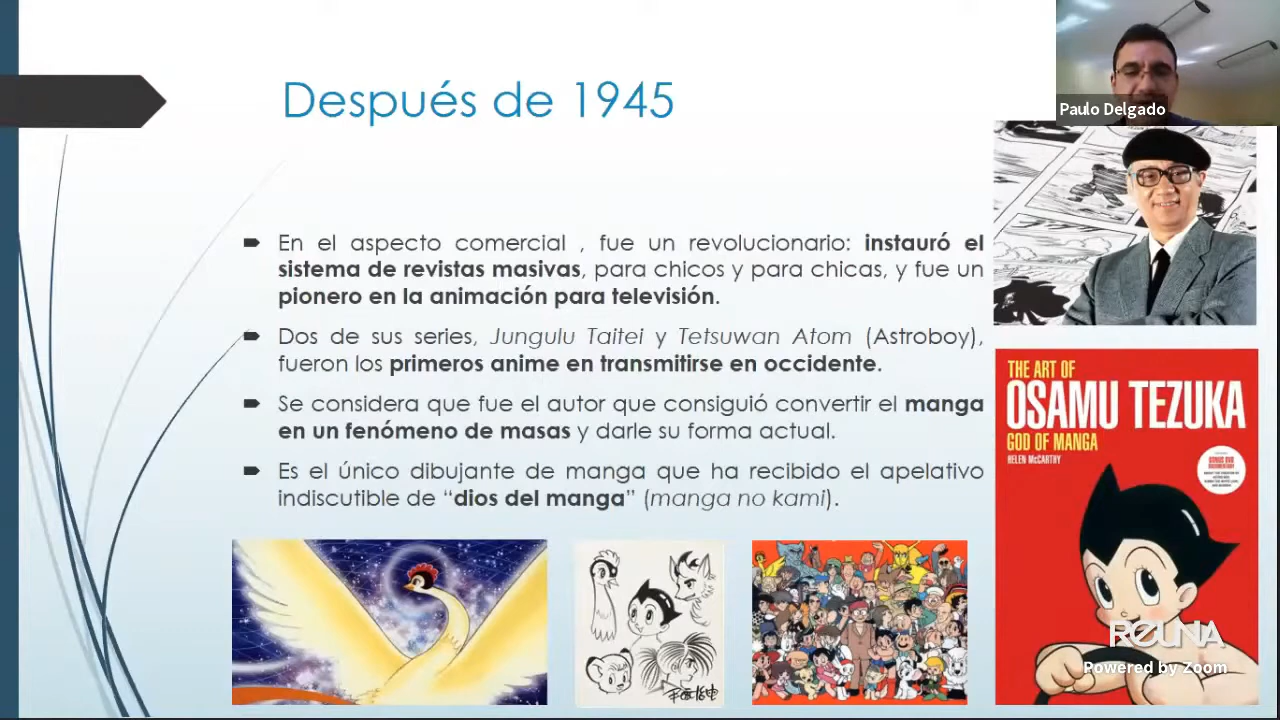 Después de 1945
Paulo Delgado
En el aspecto comercial , fue un revolucionario: instauró el
sistema de revistas masivas, para chicos y para chicas, y fue un
pionero en la animación para televisión.
Dos de sus series, Jungulu Taitei y Tetsuwan Atom (Astroboy),
fueron los primeros anime en transmitirse en occidente.
Se considera que fue el autor que consiguió convertir el manga
en un fenómeno de masas y darle su forma actual.
Es el único dibujante de manga que ha recibido el apelativo
indiscutible de “dios del manga” (manga no kami).
THE ART OF
OSAMU TEZUKA
GOD OF MANGA
HELEN McCARTHY
BONUS DVD
DOCUMENTARY
REUNA
Powered by Zoom